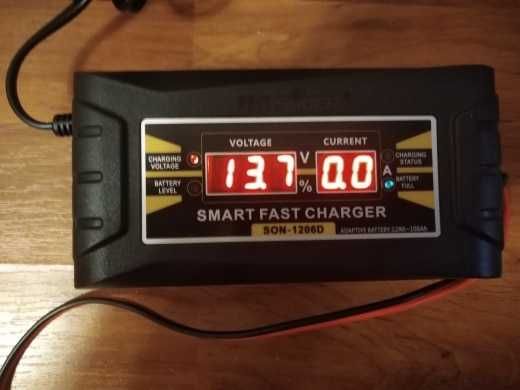 VOLTAGE
CURRENT
CHARGING
VOLTAGE
BATTERY
LEVEL
13.7
V
%
0.0
A
CHARGING
STATUS
BATTERY
FULL
SMART FAST CHARGER
SON-1206D
ADAPTIVE BATTERY:12AH-100Ah